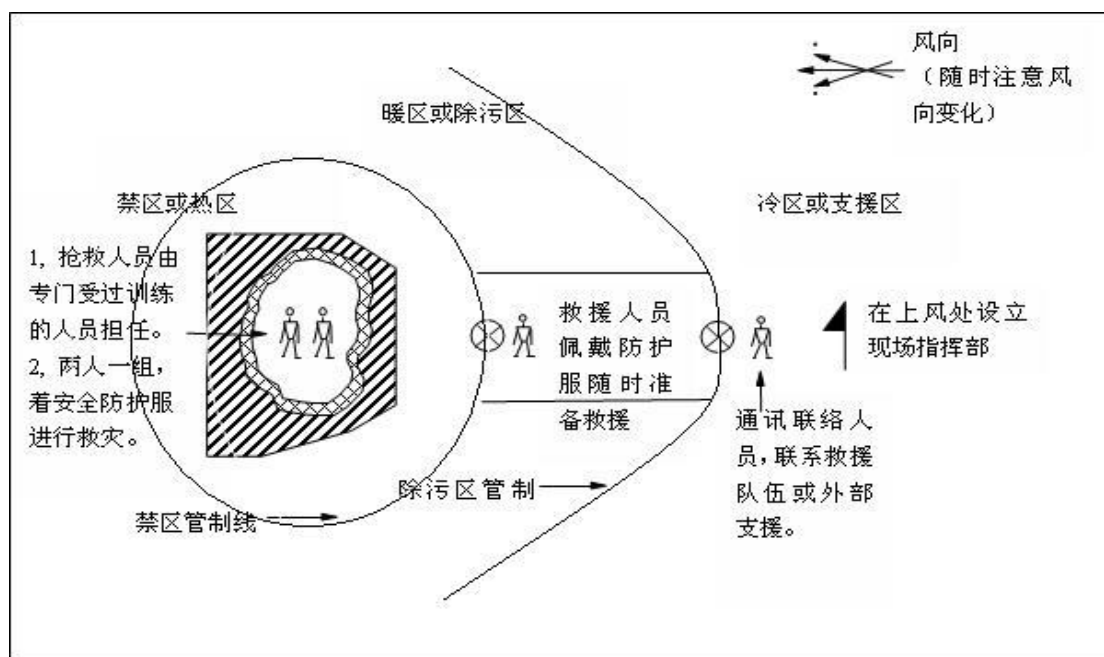 风向
（随时注意风
向变化）
暖区或除污区
禁区或热区
冷区或支援区
1, 抢救人员由
专门受过训练
的人员担任。
2, 两人一组，
着安全防护服
进行救灾。
救援人员
佩戴防护
服随时准
备救援
在上风处设立
现场指挥部
通讯联络人
员，联系救援
队伍或外部
支援。
除污区管制
禁区管制线